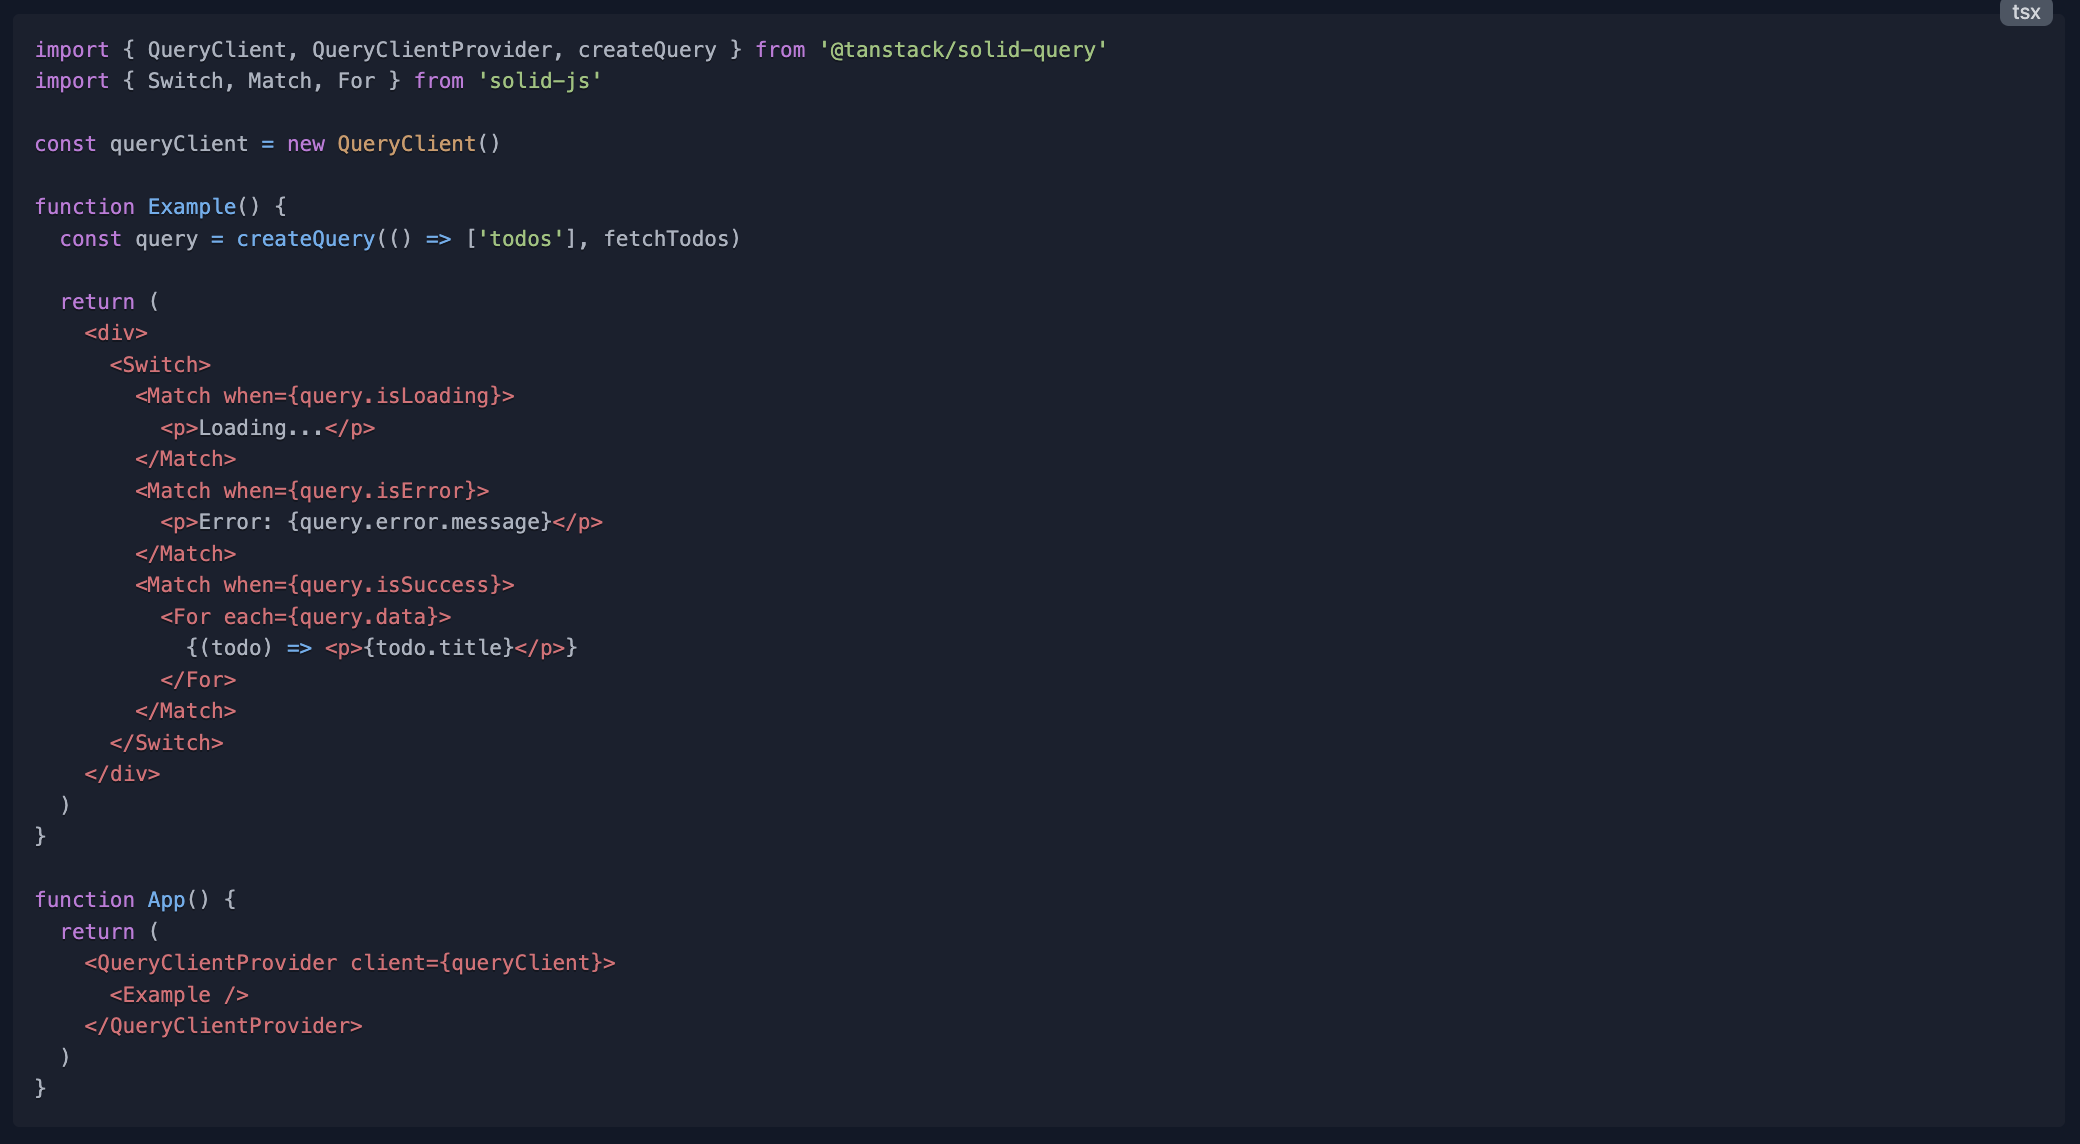 tsx
import { QueryClient, QueryClientProvider, createQuery } from '@tanstack/solid-query'
import { Switch, Match, For } from 'solid-js'

const queryClient = new QueryClient()

function Example() {
  const query = createQuery(() => ['todos'], fetchTodos)

  return (
    <div>
      <Switch>
        <Match when={query.isLoading}>
          <p>Loading...</p>
        </Match>
        <Match when={query.isError}>
          <p>Error: {query.error.message}</p>
        </Match>
        <Match when={query.isSuccess}>
          <For each={query.data}>
            {(todo) => <p>{todo.title}</p>}
          </For>
        </Match>
      </Switch>
    </div>
  )
}

function App() {
  return (
    <QueryClientProvider client={queryClient}>
      <Example />
    </QueryClientProvider>
  )
}